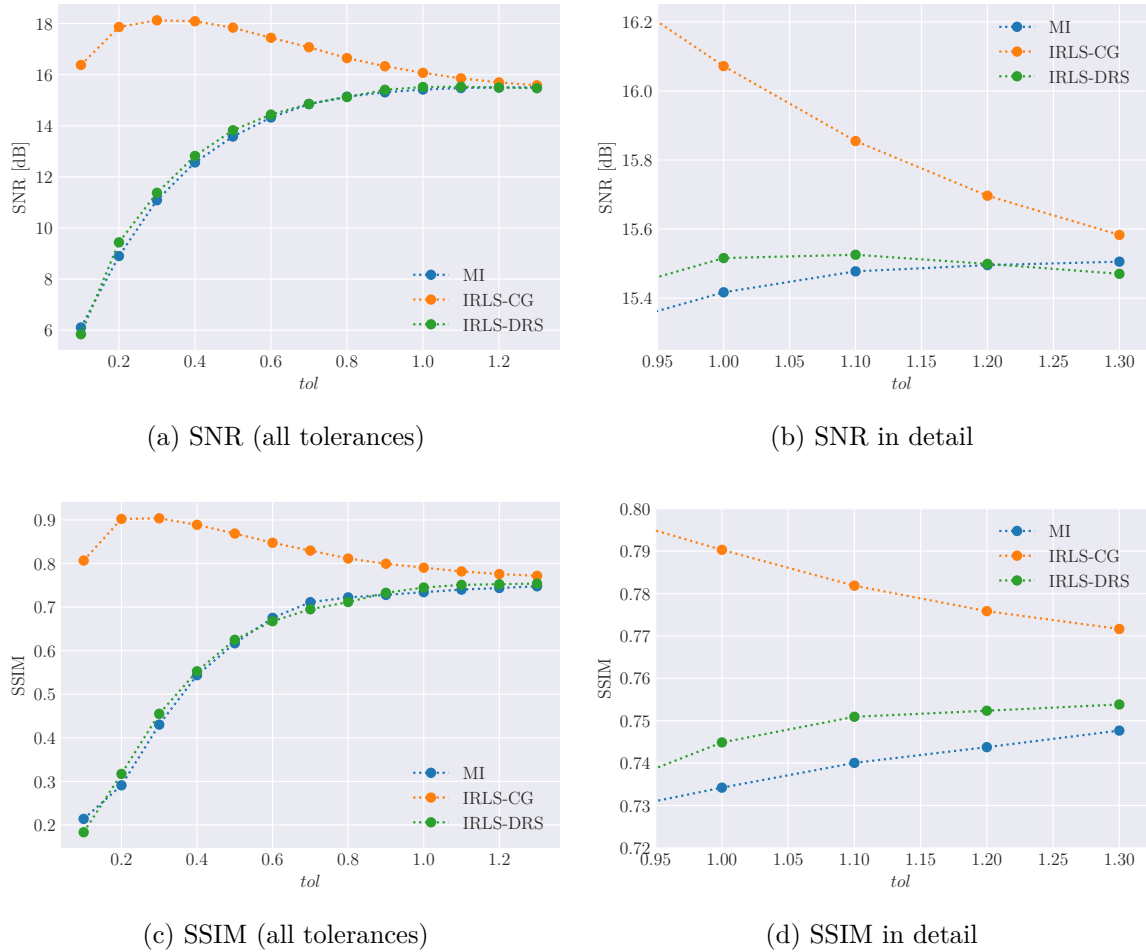 18
16
14
12
10
8
6
SNR [dB]
0.2 0.4 0.6 0.8 1.0 1.2
tol
MI
IRLS-CG
IRLS-DRS
(a) SNR (all tolerances)
16.2
16.0
15.8
15.6
15.4
SNR [dB]
0.95 1.00 1.05 1.10 1.15 1.20 1.25 1.30
tol
MI
IRLS-CG
IRLS-DRS
(b) SNR in detail
0.9
0.8
0.7
0.6
0.5
0.4
0.3
0.2
SSIM
0.2 0.4 0.6 0.8 1.0 1.2
tol
MI
IRLS-CG
IRLS-DRS
(c) SSIM (all tolerances)
0.80
0.79
0.78
0.77
0.76
0.75
0.74
0.73
0.72
SSIM
0.95 1.00 1.05 1.10 1.15 1.20 1.25 1.30
tol
MI
IRLS-CG
IRLS-DRS
(d) SSIM in detail